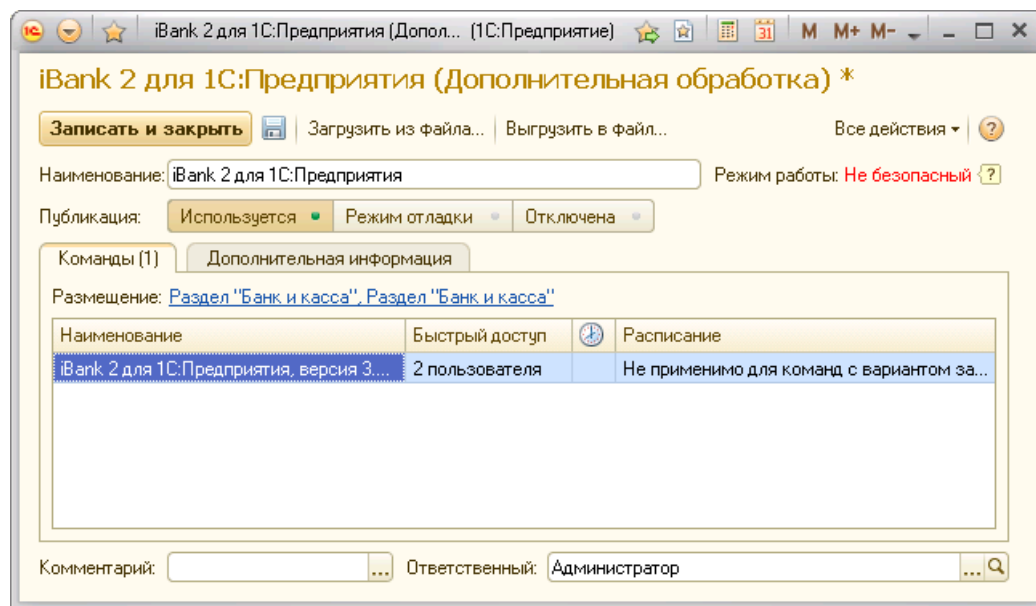 iBank 2 для 1С:Предприятия (Допол... (1С:Предприятие) 31 M M+ M-
iBank 2 для 1С:Предприятия (Дополнительная обработка) *
Записать и закрыть Загрузить из файла... Выгрузить в файл... Все действия ?
Наименование: iBank 2 для 1С:Предприятия Режим работы: Не безопасный ?
Публикация: Используется Режим отладки Отключена
Команды (1) Дополнительная информация
Размещение: Раздел "Банк и касса", Раздел "Банк и касса"
Наименование Быстрый доступ Расписание
iBank 2 для 1С:Предприятия, версия 3.... 2 пользователя Не применимо для команд с вариантом за...
Комментарий: ... Ответственный: Администратор ...